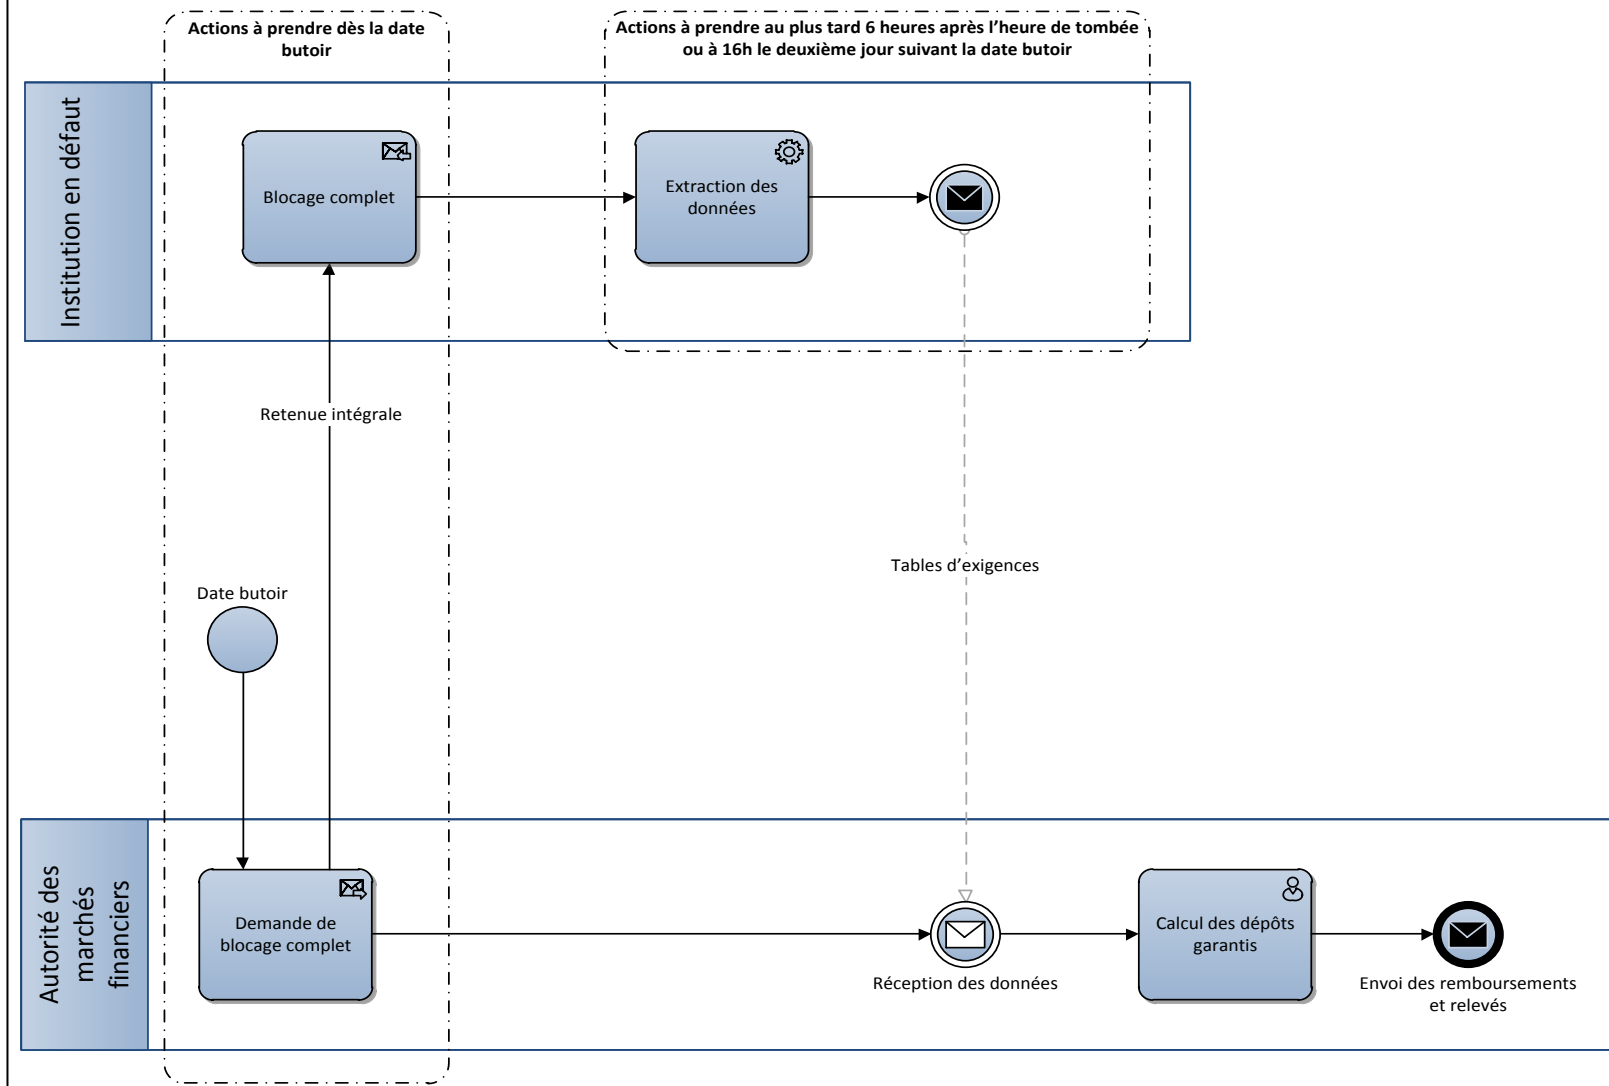 Actions à prendre dès la date
butoir
Actions à prendre au plus tard 6 heures après l’heure de tombée
ou à 16h le deuxième jour suivant la date butoir
Institution en défaut
Blocage complet
Extraction des
données
Retenue intégrale
Tables d’exigences
Date butoir
Autorité des
marchés
financiers
Demande de
blocage complet
Réception des données
Calcul des dépôts
garantis
Envoi des remboursements
et relevés